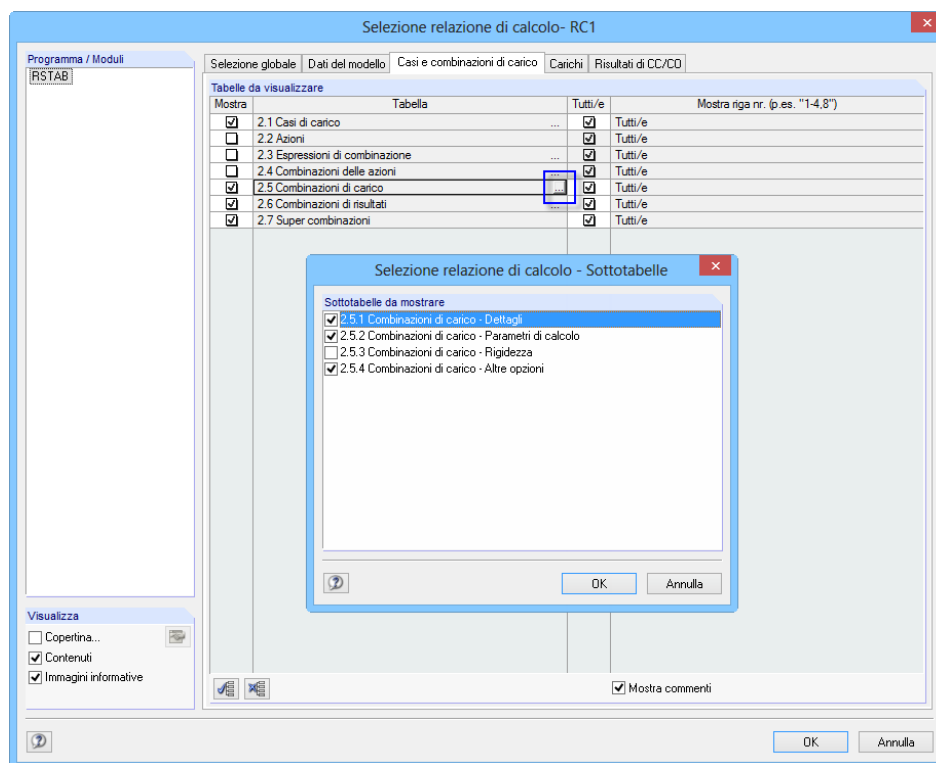 Selezione relazione di calcolo- RC1
Programma / Moduli
RSTAB
Selezione globale Dati del modello Casi e combinazioni di carico Carichi Risultati di CC/CO
Tabelle da visualizzare
Mostra Tabella Tutti/e Mostra riga nr. (p.es. "1-4,8")
2.1 Casi di carico ... Tutti/e
2.2 Azioni Tutti/e
2.3 Espressioni di combinazione ... Tutti/e
2.4 Combinazioni delle azioni ... Tutti/e
2.5 Combinazioni di carico ... Tutti/e
2.6 Combinazioni di risultati ... Tutti/e
2.7 Super combinazioni Tutti/e
Selezione relazione di calcolo - Sottotabelle
Sottotabelle da mostrare
2.5.1 Combinazioni di carico - Dettagli
2.5.2 Combinazioni di carico - Parametri di calcolo
2.5.3 Combinazioni di carico - Rigidezza
2.5.4 Combinazioni di carico - Altre opzioni
OK Annulla
Visualizza
Copertina...
Contenuti
Immagini informative
Mostra commenti
OK Annulla